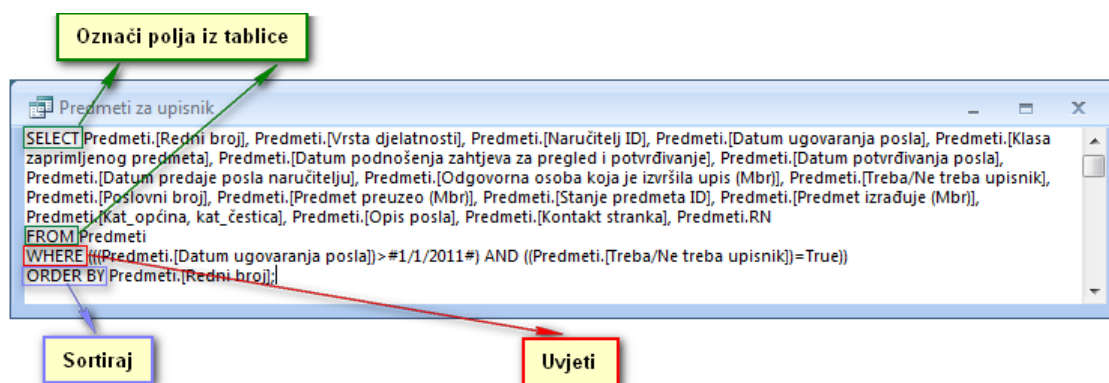 Označi polja iz tablice
Predmeti za upisnik
SELECT Predmeti.[Redni broj], Predmeti.[Vrsta djelatnosti], Predmeti.[Naručitelj ID], Predmeti.[Datum ugovaranja posla], Predmeti.[Klasa
zaprimljenog predmeta], Predmeti.[Datum podnošenja zahtjeva za pregled i potvrđivanje], Predmeti.[Datum potvrđivanja posla],
Predmeti.[Datum predaje posla naručitelju], Predmeti.[Odgovorna osoba koja je izvršila upis (Mbr)], Predmeti.[Treba/Ne treba upisnik],
Predmeti.[Poslovni broj], Predmeti.[Predmet preuzeo (Mbr)], Predmeti.[Stanje predmeta ID], Predmeti.[Predmet izrađuje (Mbr)],
Predmeti.[Kat_općina, kat_čestica], Predmeti.[Opis posla], Predmeti.[Kontakt stranka], Predmeti.RN
FROM Predmeti
WHERE (((Predmeti.[Datum ugovaranja posla])>#1/1/2011#) AND ((Predmeti.[Treba/Ne treba upisnik])=True))
ORDER BY Predmeti.[Redni broj];
Sortiraj
Uvjeti